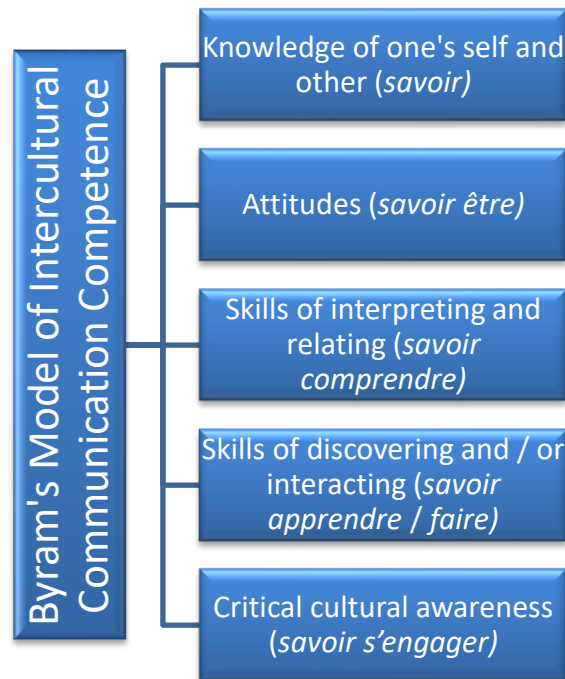 Byram's Model of Intercultural
Communication Competence
Knowledge of one's self and
other (savoir)
Attitudes (savoir être)
Skills of interpreting and
relating (savoir
comprendre)
Skills of discovering and / or
interacting (savoir
apprendre / faire)
Critical cultural awareness
(savoir s’engager)